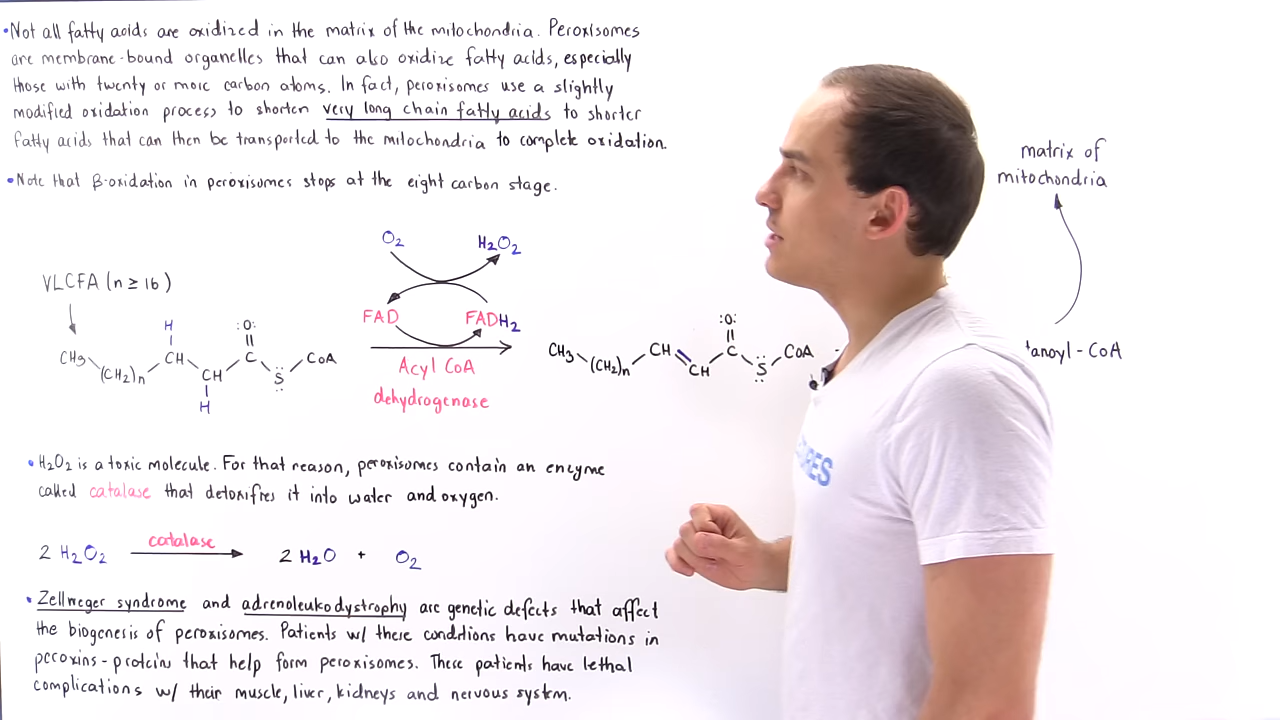 •Not all fatty acids are oxidized in the matrix of the mitochondria. Peroxisomes
are membrane-bound organelles that can also oxidize fatty acids, especially
those with twenty or more carbon atoms. In fact, peroxisomes use a slightly
modified oxidation process to shorten very long chain fatty acids to shorter
fatty acids that can then be transported to the mitochondria to complete oxidation.
•Note that β-oxidation in peroxisomes stops at the eight carbon stage.
matrix of
mitochondria
O₂ H₂O₂
VLCFA (n ≥ 16)
FAD FADH₂
H :O: :O:
CH₃ (CH₂)n CH CH C S CoA
H
Acyl CoA
dehydrogenase
CH₃ (CH₂)n CH CH C S CoA
tanoyl-CoA
•H₂O₂ is a toxic molecule. For that reason, peroxisomes contain an enzyme
called catalase that detoxifies it into water and oxygen.
catalase
2 H₂O₂ → 2 H₂O + O₂
•Zellweger syndrome and adrenoleukodystrophy are genetic defects that affect
the biogenesis of peroxisomes. Patients w/ these conditions have mutations in
peroxins-protein that help form peroxisomes. These patients have lethal
complications w/ their muscle, liver, kidneys and nervous system.
RES